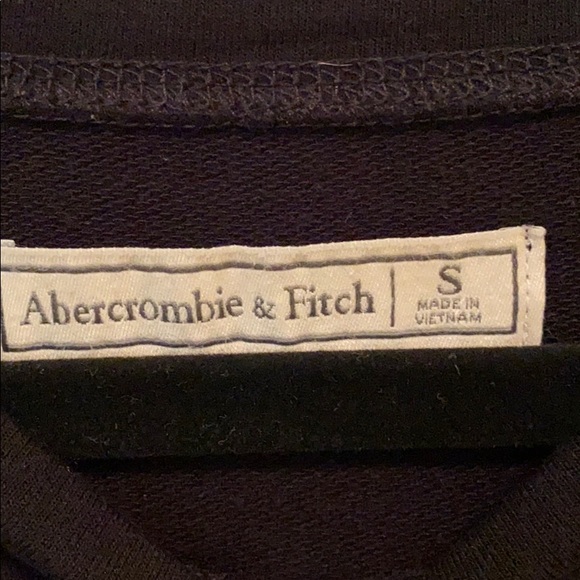 Abercrombie & Fitch
S
MADE IN
VIETNAM